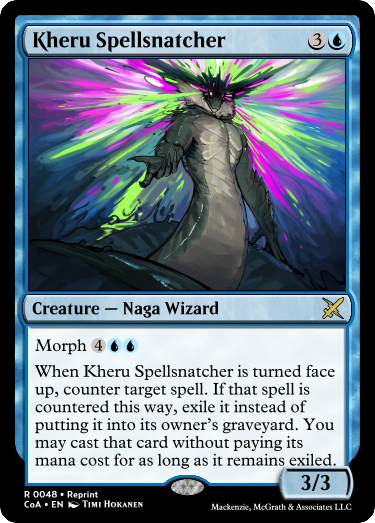 Kheru Spellsnatcher 3
Creature — Naga Wizard
Morph 4
When Kheru Spellsnatcher is turned face
up, counter target spell. If that spell is
countered this way, exile it instead of
putting it into its owner's graveyard. You
may cast that card without paying its
mana cost for as long as it remains exiled.
3/3
R 0048 • Reprint
CoA • EN Timi Hokanen
Mackenzie, McGrath & Associates LLC